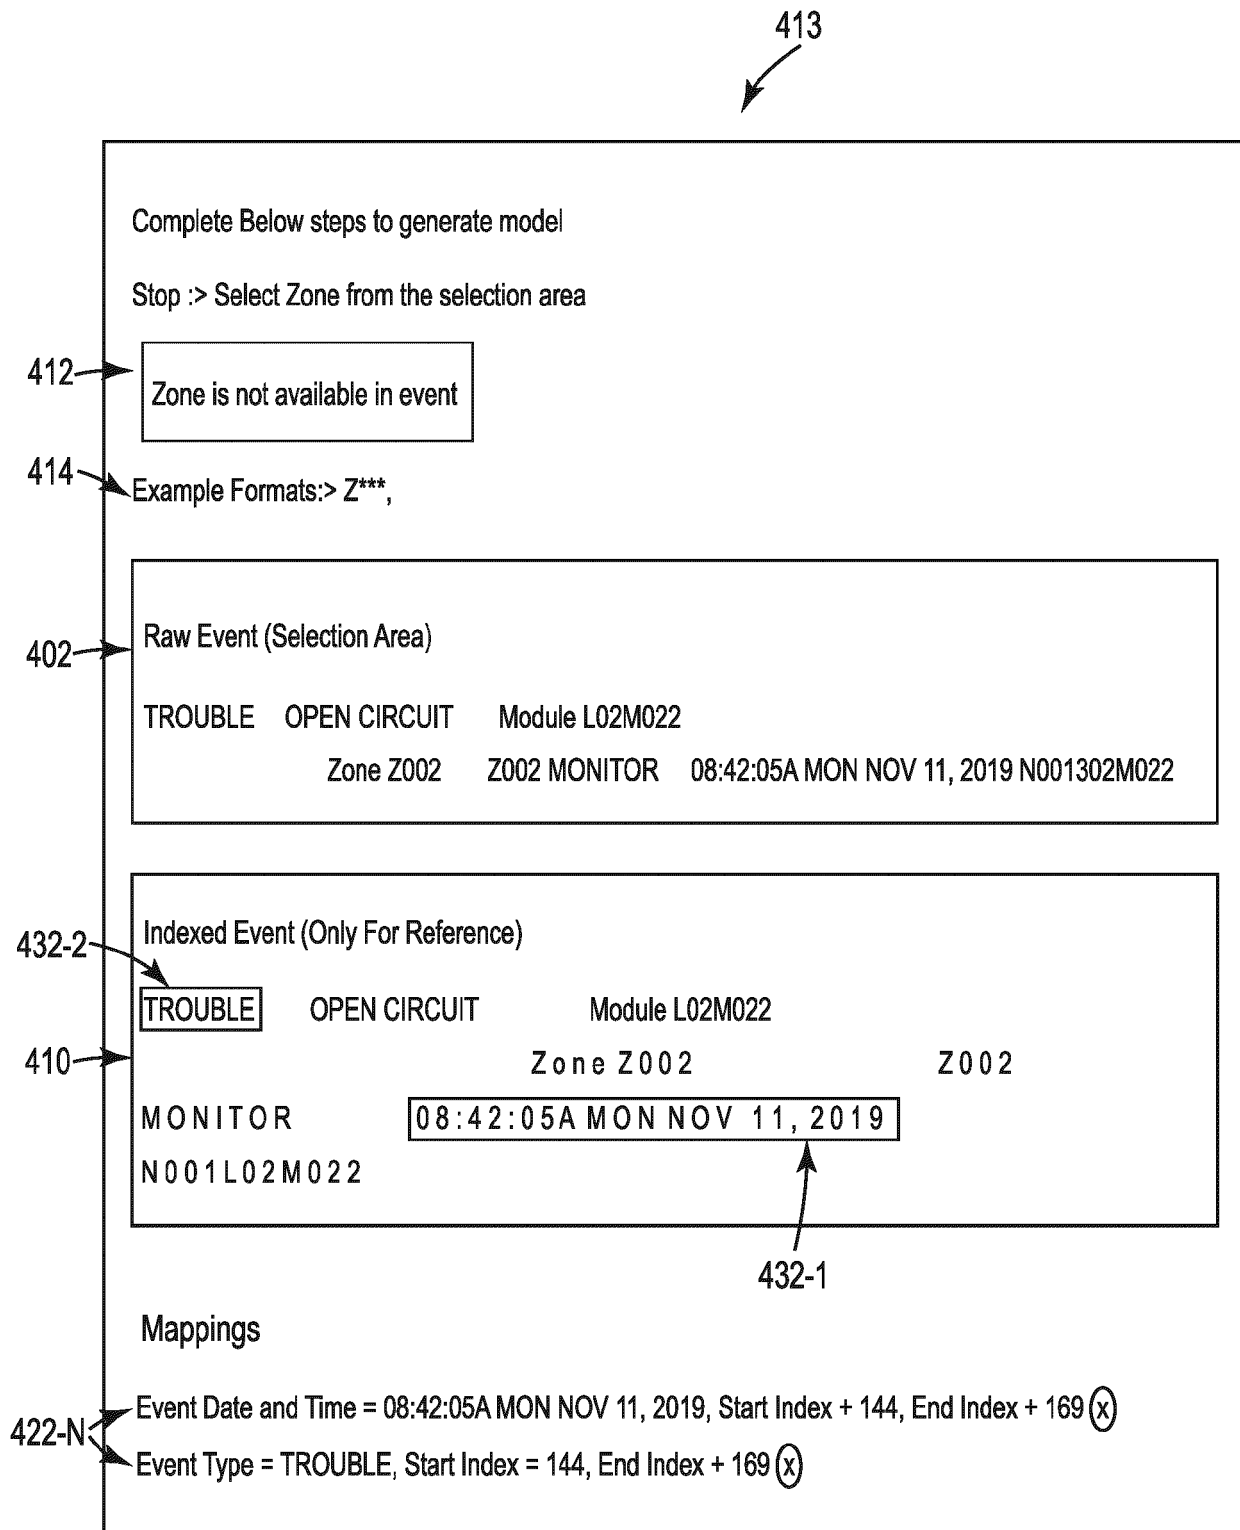 413
Complete Below steps to generate model
Stop :> Select Zone from the selection area
412
Zone is not available in event
414
Example Formats:> Z***,
402
Raw Event (Selection Area)
TROUBLE OPEN CIRCUIT Module L02M022
Zone Z002 Z002 MONITOR 08:42:05A MON NOV 11, 2019 N001302M022
432-2
Indexed Event (Only For Reference)
TROUBLE OPEN CIRCUIT Module L02M022
410
Zone Z002 Z002
MONITOR 08:42:05A MON NOV 11, 2019
N001L02M022
432-1
Mappings
Event Date and Time = 08:42:05A MON NOV 11, 2019, Start Index + 144, End Index + 169 (x)
422-N
Event Type = TROUBLE, Start Index = 144, End Index + 169 (x)